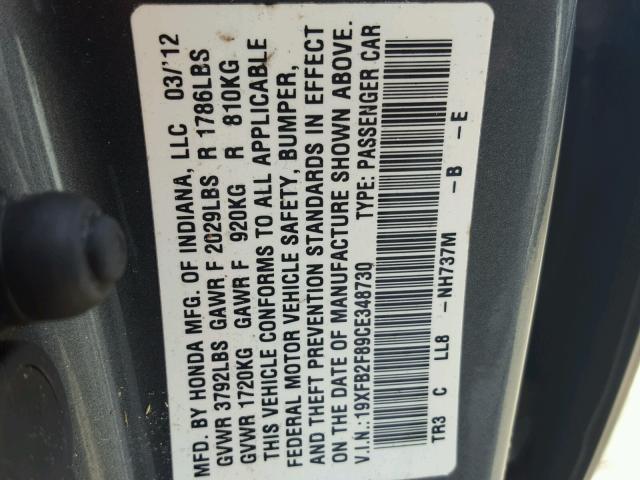 MFD. BY HONDA MFG. OF INDIANA, LLC 03/'12
GVWR 3792LBS GAWR F 2029LBS R 1786LBS
GVWR 1720KG GAWR F 920KG R 810KG
THIS VEHICLE CONFORMS TO ALL APPLICABLE
FEDERAL MOTOR VEHICLE SAFETY, BUMPER,
AND THEFT PREVENTION STANDARDS IN EFFECT
ON THE DATE OF MANUFACTURE SHOWN ABOVE.
V.I.N.:19XFB2F89CE348730 TYPE: PASSENGER CAR
TR3 C LL8 -NH737M -B -E